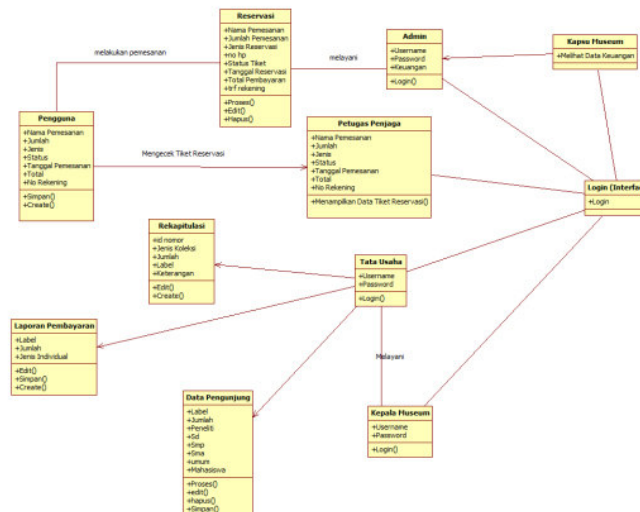 Reservasi
+Nama Pemesanan
+Jumlah Pemesanan
+Jenis Reservasi
+no hp
+Status Tiket
+Tanggal Reservasi
+Total Pembayaran
+trf rekening
+Proses()
+Edit()
+Hapus()
melakukan pemesanan
melayani
Admin
+Username
+Password
+Keuangan
+Login()
Kapsu Museum
+Melihat Data Keuangan
Pengguna
+Nama Pemesanan
+Jumlah
+Jenis
+Status
+Tanggal Pemesanan
+Total
+No Rekening
+Simpan()
+Create()
Mengecek Tiket Reservasi
Petugas Penjaga
+Nama Pemesanan
+Jumlah
+Jenis
+Status
+Tanggal Pemesanan
+Total
+No Rekening
+Menampilkan Data Tiket Reservasi()
Login (Interfac
+Login
Rekapitulasi
+id nomor
+Jenis Koleksi
+Jumlah
+Label
+Keterangan
+Edit()
+Create()
Tata Usaha
+Username
+Password
+Login()
Laporan Pembayaran
+Label
+Jumlah
+Jenis Individual
+Edit()
+Simpan()
+Create()
Melayani
Data Pengunjung
+Label
+Jumlah
+Peneliti
+Sd
+Smp
+Sma
+umum
+Mahasiswa
+Proses()
+edit()
+hapus()
+Simpan()
Kepala Museum
+Username
+Password
+Login()